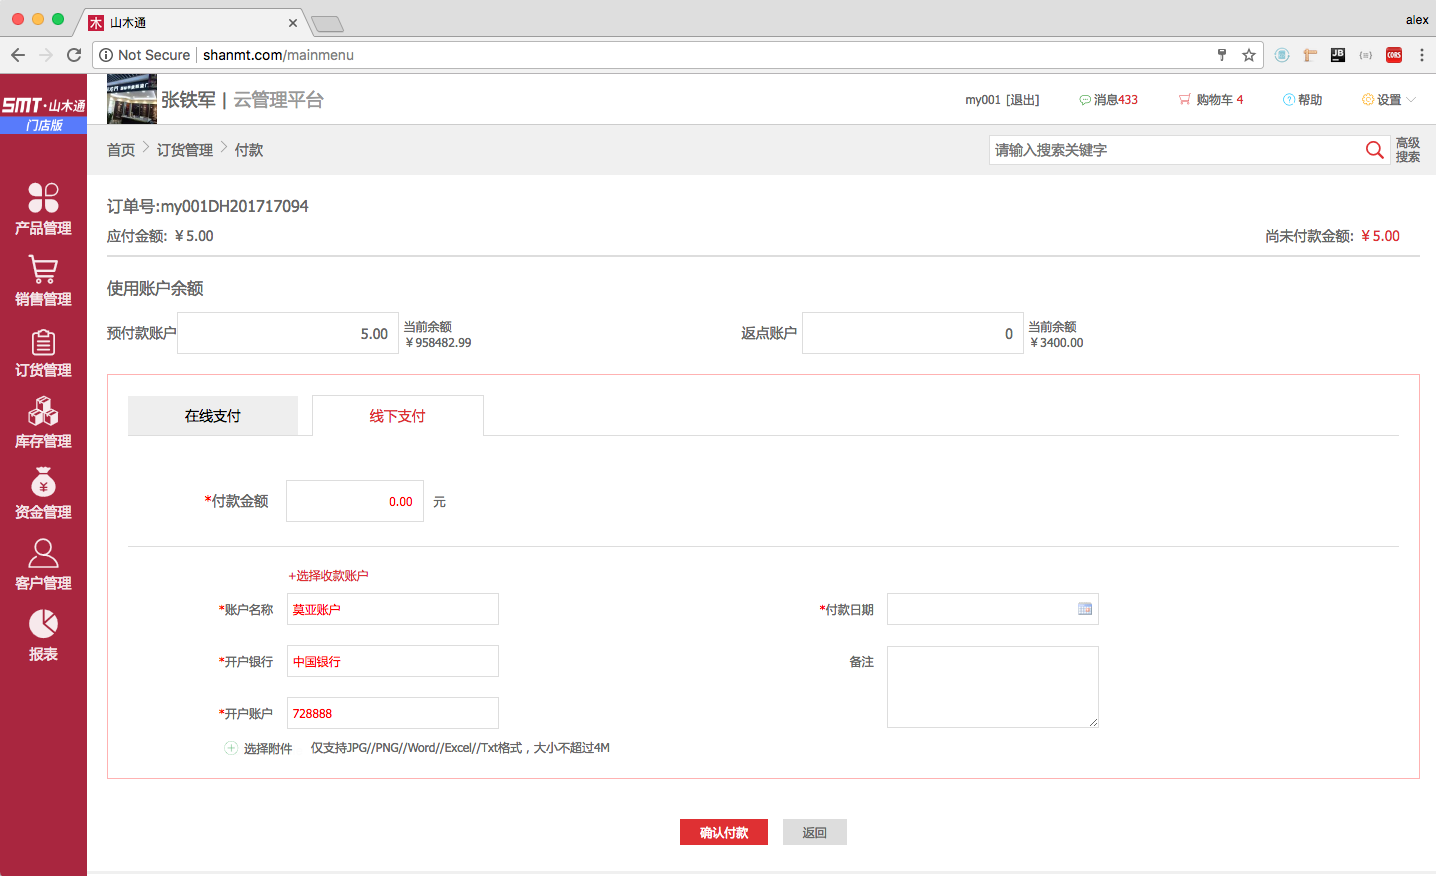 山木通
alex
Not Secure
shanmt.com/mainmenu
JB
CORS
SMT·山木通
门店版
张铁军 | 云管理平台
my001 [退出]
消息433
购物车 4
帮助
设置
首页 > 订货管理 > 付款
请输入搜索关键字
高级
搜索
产品管理
销售管理
订货管理
库存管理
资金管理
客户管理
报表
订单号:my001DH201717094
应付金额: ￥5.00
尚未付款金额: ￥5.00
使用账户余额
预付款账户
5.00
当前余额
￥958482.99
返点账户
0
当前余额
￥3400.00
在线支付
线下支付
*付款金额
0.00
元
+选择收款账户
*账户名称
莫亚账户
*付款日期
*开户银行
中国银行
备注
*开户账户
728888
选择附件
仅支持JPG//PNG//Word//Excel//Txt格式，大小不超过4M
确认付款
返回